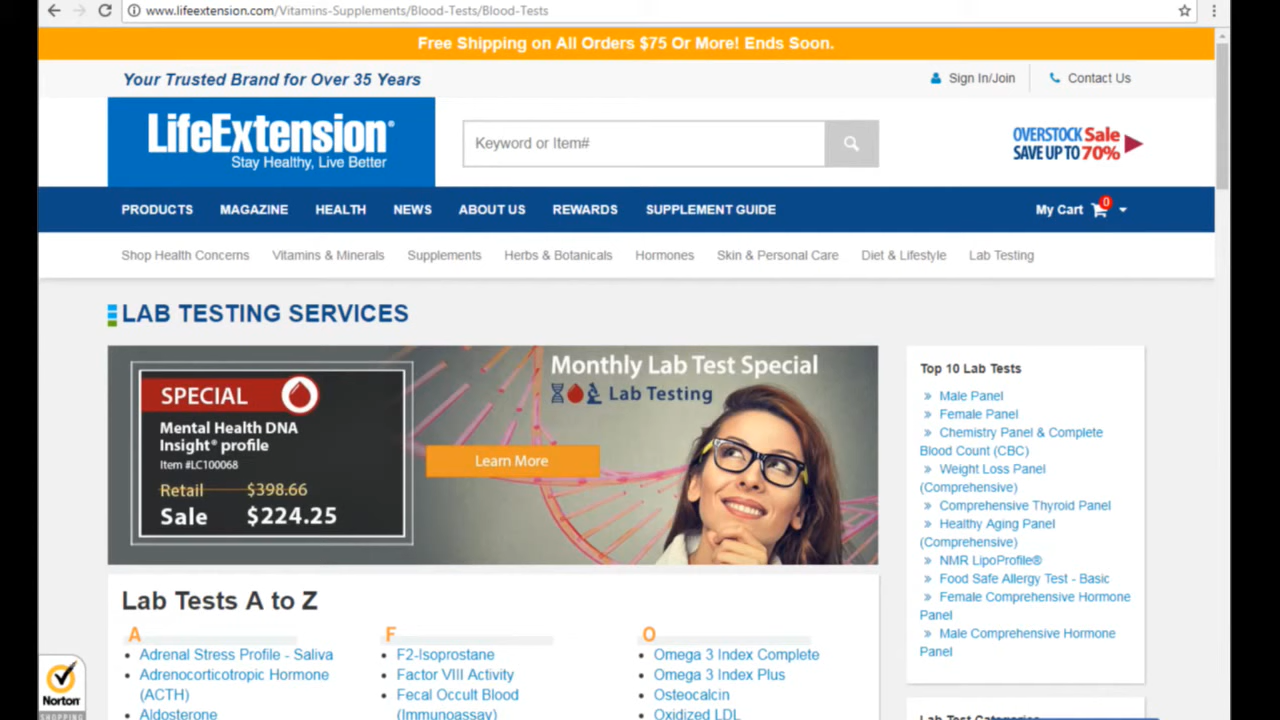 www.lifeextension.com/Vitamins-Supplements/Blood-Tests/Blood-Tests
Free Shipping on All Orders $75 Or More! Ends Soon.
Your Trusted Brand for Over 35 Years
Sign In/Join
Contact Us
LifeExtension®
Stay Healthy, Live Better
Keyword or Item#
OVERSTOCK Sale
SAVE UP TO 70%
PRODUCTS MAGAZINE HEALTH NEWS ABOUT US REWARDS SUPPLEMENT GUIDE
My Cart 0
Shop Health Concerns Vitamins & Minerals Supplements Herbs & Botanicals Hormones Skin & Personal Care Diet & Lifestyle Lab Testing
LAB TESTING SERVICES
SPECIAL
Mental Health DNA
Insight® profile
Item #LC100068
Retail $398.66
Sale $224.25
Monthly Lab Test Special
Lab Testing
Learn More
Top 10 Lab Tests
» Male Panel
» Female Panel
» Chemistry Panel & Complete
Blood Count (CBC)
» Weight Loss Panel
(Comprehensive)
» Comprehensive Thyroid Panel
» Healthy Aging Panel
(Comprehensive)
» NMR LipoProfile®
» Food Safe Allergy Test - Basic
» Female Comprehensive Hormone
Panel
» Male Comprehensive Hormone
Panel
Lab Tests A to Z
A
• Adrenal Stress Profile - Saliva
• Adrenocorticotropic Hormone
(ACTH)
• Aldosterone
F
• F2-Isoprostane
• Factor VIII Activity
• Fecal Occult Blood
(Immunoassay)
O
• Omega 3 Index Complete
• Omega 3 Index Plus
• Osteocalcin
• Oxidized LDL
Lab Test Categories
Norton
SHOPPING